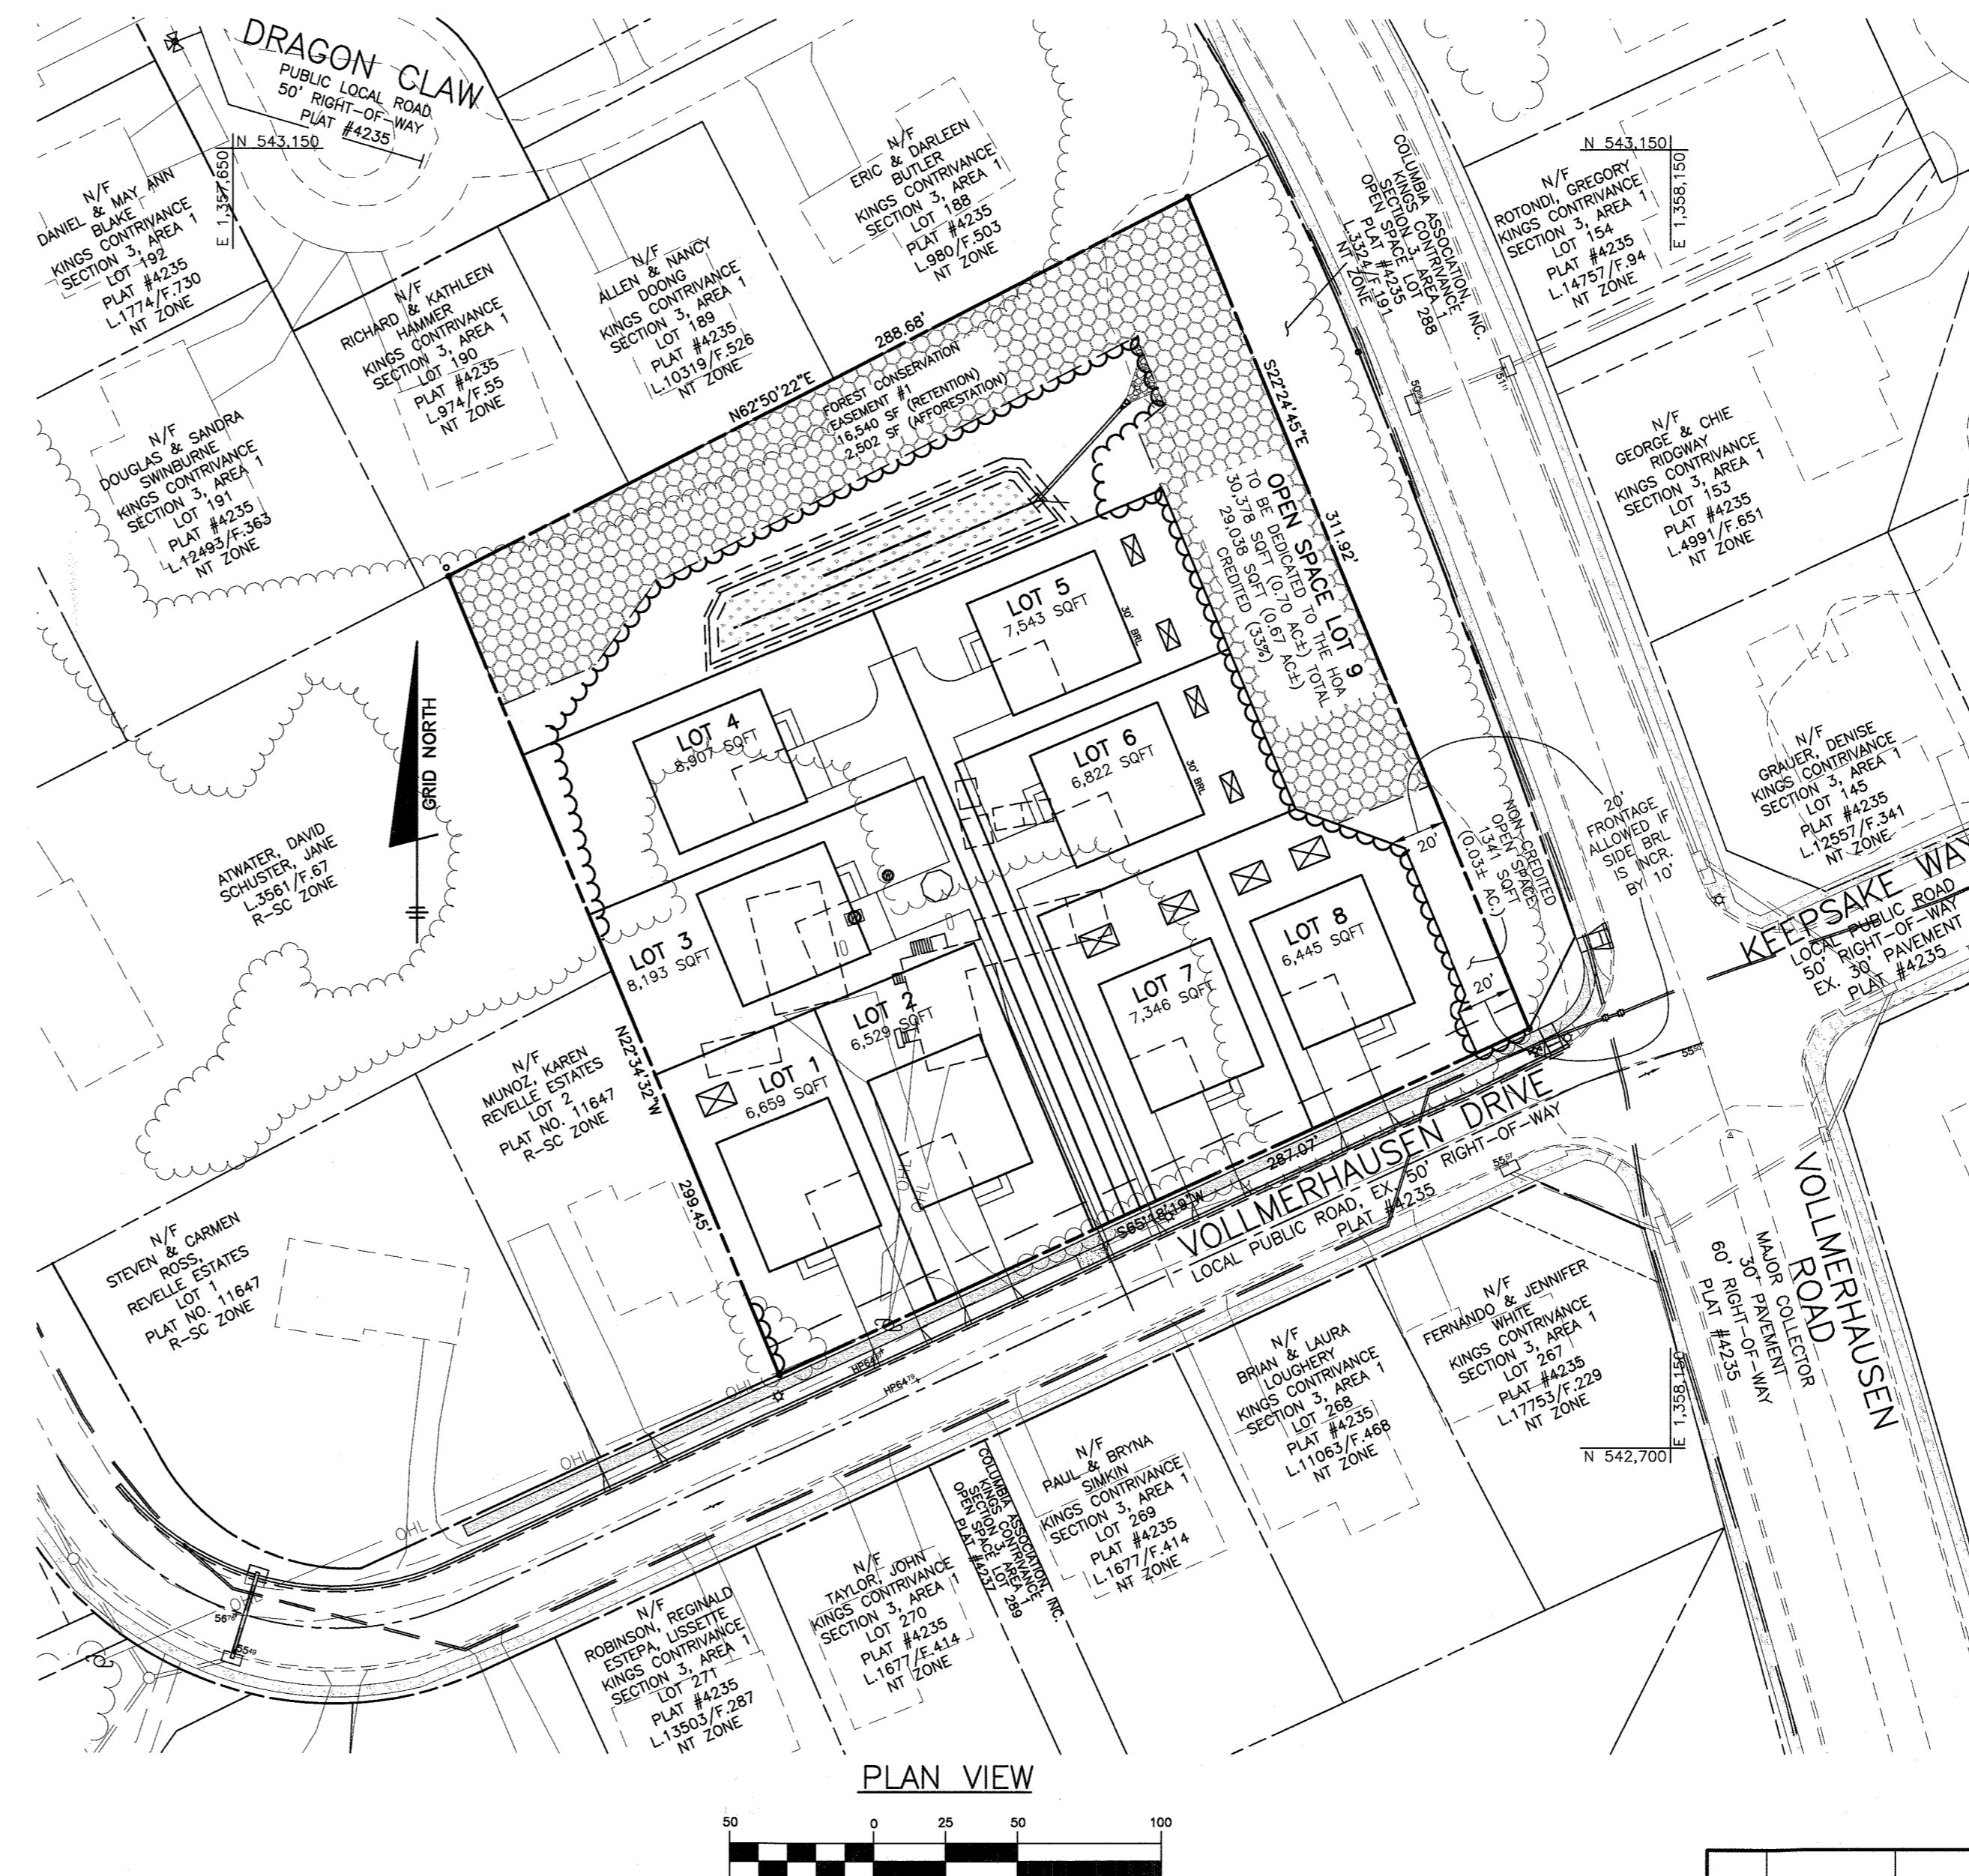 DRAGON CLAW
PUBLIC LOCAL ROAD
50' RIGHT-OF-WAY
PLAT #4235
N 543,150
E 1,357,650
N/F
DANIEL & MAY ANN
BLAKE
KINGS CONTRIVANCE
SECTION 3, AREA 1
LOT 192
PLAT #4235
L.1774/F.730
NT ZONE
N/F
RICHARD & KATHLEEN
HAMMER
KINGS CONTRIVANCE
SECTION 3, AREA 1
LOT 190
PLAT #4235
L.974/F.55
NT ZONE
N/F
ALLEN & NANCY
DOONG
KINGS CONTRIVANCE
SECTION 3, AREA 1
LOT 189
PLAT #4235
L.10319/F.526
NT ZONE
N/F
ERIC & DARLEEN
BUTLER
KINGS CONTRIVANCE
SECTION 3, AREA 1
LOT 188
PLAT #4235
L.980/F.503
NT ZONE
COLUMBIA ASSOCIATION, INC.
KINGS CONTRIVANCE
SECTION 3, AREA 1
OPEN SPACE LOT 288
PLAT #4235
L.3324/F.191
NT ZONE
N 543,150
E 1,358,150
N/F
ROTONDI, GREGORY
KINGS CONTRIVANCE
SECTION 3, AREA 1
LOT 154
PLAT #4235
L.14757/F.94
NT ZONE
N/F
DOUGLAS & SANDRA
SWINBURNE
KINGS CONTRIVANCE
SECTION 3, AREA 1
LOT 191
PLAT #4235
L.12493/F.363
NT ZONE
288.68'
N62°50'22"E
FOREST CONSERVATION
EASEMENT #1
16,540 SF (RETENTION)
2,502 SF (AFFORESTATION)
S22°24'45"E
311.92'
OPEN SPACE LOT 9
TO BE DEDICATED TO THE HOA
30,378 SQFT (0.70 AC±) TOTAL
29,038 SQFT (0.67 AC±)
CREDITED (33%)
N/F
GEORGE & CHIE
RIDGWAY
KINGS CONTRIVANCE
SECTION 3, AREA 1
LOT 153
PLAT #4235
L.4991/F.651
NT ZONE
LOT 5
7,543 SQFT
30' BRL
LOT 4
8,907 SQFT
LOT 6
6,822 SQFT
30' BRL
GRID NORTH
N/F
GRAUER, DENISE
KINGS CONTRIVANCE
SECTION 3, AREA 1
LOT 145
PLAT #4235
L.12557/F.341
NT ZONE
20'
FRONTAGE
ALLOWED IF
SIDE BRL
IS INCR.
BY 10'
NON-CREDITED
OPEN SPACE
1341 SQFT
(0.03± AC.)
20'
20'
ATWATER, DAVID
SCHUSTER, JANE
L.3561/F.67
R-SC ZONE
LOT 3
8,193 SQFT
LOT 8
6,445 SQFT
LOT 7
7,346 SQFT
LOT 2
6,529 SQFT
LOT 1
6,659 SQFT
KEEPSAKE WAY
LOCAL PUBLIC ROAD
50' RIGHT-OF-WAY
EX. 30' PAVEMENT
PLAT #4235
N22°34'32"W
299.45'
N/F
MUNOZ, KAREN
REVELLE ESTATES
LOT 2
PLAT NO. 11647
R-SC ZONE
N/F
STEVEN & CARMEN
ROSS,
REVELLE ESTATES
LOT 1
PLAT NO. 11647
R-SC ZONE
OHL
OHL
287.07'
S65°18'19"W
VOLLMERHAUSEN DRIVE
LOCAL PUBLIC ROAD, EX. 50' RIGHT-OF-WAY
PLAT #4235
VOLLMERHAUSEN
ROAD
MAJOR COLLECTOR
30' PAVEMENT
60' RIGHT-OF-WAY
PLAT #4235
N/F
FERNANDO & JENNIFER
WHITE
KINGS CONTRIVANCE
SECTION 3, AREA 1
LOT 267
PLAT #4235
L.17753/F.229
NT ZONE
N/F
BRIAN & LAURA
LOUGHERY
KINGS CONTRIVANCE
SECTION 3, AREA 1
LOT 268
PLAT #4235
L.11063/F.468
NT ZONE
E 1,358,150
N 542,700
N/F
PAUL & BRYNA
SIMKIN
KINGS CONTRIVANCE
SECTION 3, AREA 1
LOT 269
PLAT #4235
L.1677/F.414
NT ZONE
COLUMBIA ASSOCIATION, INC.
KINGS CONTRIVANCE
SECTION 3, AREA 1
OPEN SPACE LOT 289
PLAT #4237
N/F
TAYLOR, JOHN
KINGS CONTRIVANCE
SECTION 3, AREA 1
LOT 270
PLAT #4235
L.1677/F.414
NT ZONE
N/F
ROBINSON, REGINALD
ESTEPA, LISSETTE
KINGS CONTRIVANCE
SECTION 3, AREA 1
LOT 271
PLAT #4235
L.13503/F.287
NT ZONE
OHL
OHL
OHL
OHL
PLAN VIEW
50 0 25 50 100